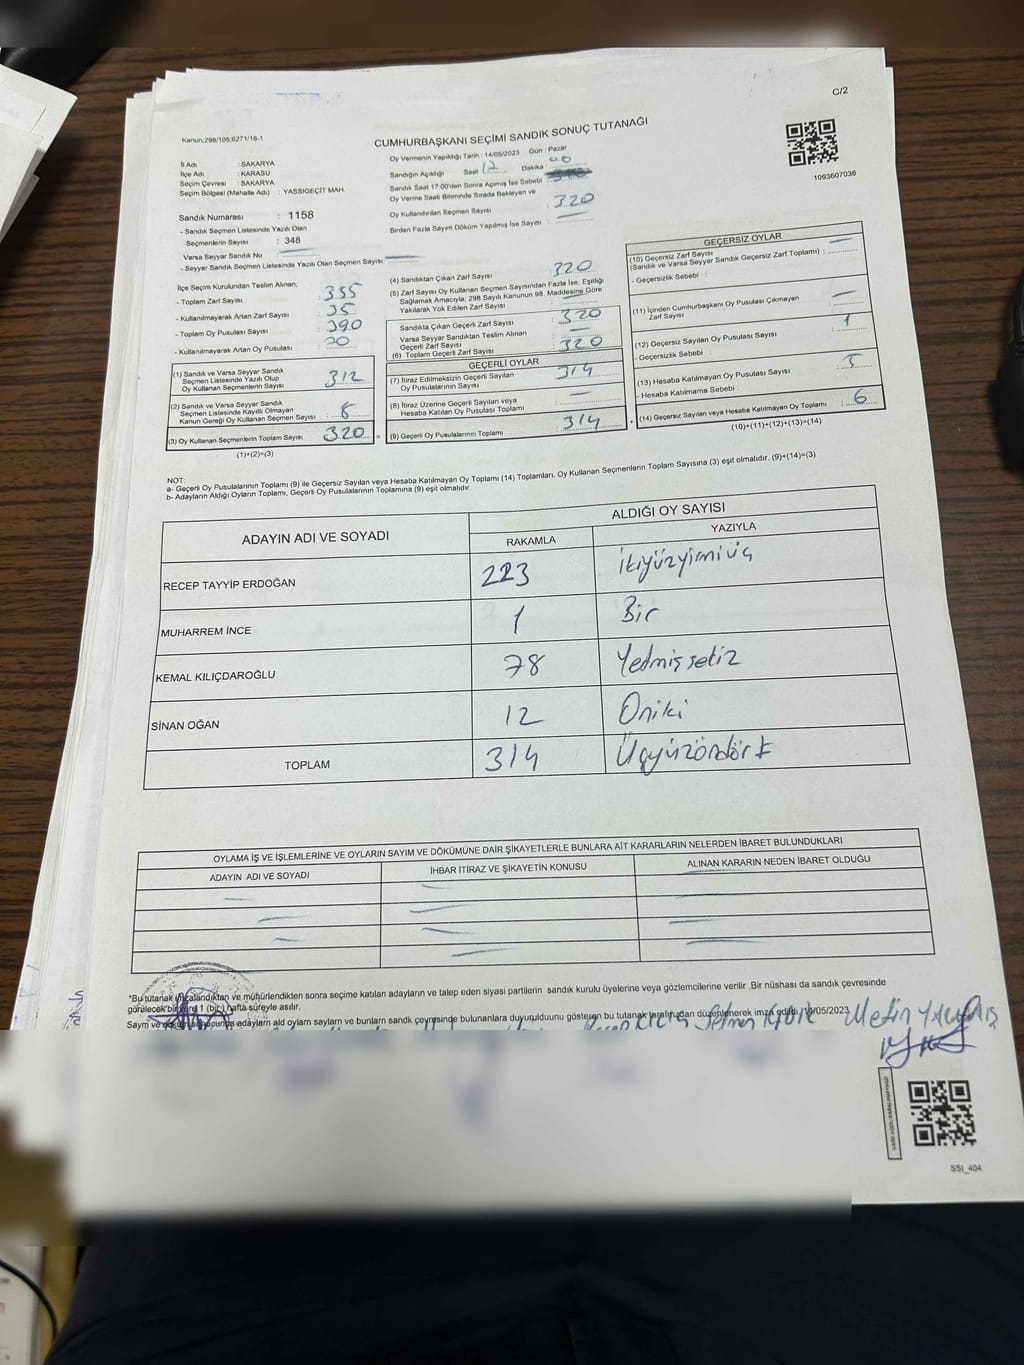 C/2
Kanun,298/105,6271/18-1
CUMHURBAŞKANI SEÇİMİ SANDIK SONUÇ TUTANAĞI
1093607038
İl Adı : SAKARYA
İlçe Adı : KARASU
Seçim Çevresi : SAKARYA
Seçim Bölgesi (Mahalle Adı) : YASSIGEÇİT MAH.
Sandık Numarası : 1158
- Sandık Seçmen Listesinde Yazılı Olan
Seçmenlerin Sayısı : 348
Varsa Seyyar Sandık No
- Seyyar Sandık Seçmen Listesinde Yazılı Olan Seçmen Sayısı:
Oy Vermenin Yapıldığı Tarih : 14/05/2023 Gün : Pazar
Sandığın Açıldığı Saat 12 Dakika :
Sandık Saat 17:00'den Sonra Açılmış İse Sebebi
Oy Verme Saati Bitiminde Sırada Bekleyen ve
Oy Kullandırılan Seçmen Sayısı : 320
Birden Fazla Sayım Döküm Yapılmış İse Sayısı :
İlçe Seçim Kurulundan Teslim Alınan;
- Toplam Zarf Sayısı : 355
- Kullanılmayarak Artan Zarf Sayısı : 35
- Toplam Oy Pusulası Sayısı : 390
- Kullanılmayarak Artan Oy Pusulası : 70
(1) Sandık ve Varsa Seyyar Sandık
Seçmen Listesinde Yazılı Olup
Oy Kullanan Seçmenlerin Sayısı : 312
(2) Sandık ve Varsa Seyyar Sandık
Seçmen Listesinde Kayıtlı Olmayan
Kanun Gereği Oy Kullanan Seçmen Sayısı : 8
(3) Oy Kullanan Seçmenlerin Toplam Sayısı : 320
(1)+(2)=(3)
(4) Sandıktan Çıkan Zarf Sayısı : 320
(5) Zarf Sayısı Oy Kullanan Seçmen Sayısından Fazla İse, Eşitliği
Sağlamak Amacıyla; 298 Sayılı Kanunun 98. Maddesine Göre
Yakılarak Yok Edilen Zarf Sayısı :
Sandıkta Çıkan Geçerli Zarf Sayısı : 320
Varsa Seyyar Sandıktan Teslim Alınan
Geçerli Zarf Sayısı :
(6) Toplam Geçerli Zarf Sayısı : 320
GEÇERLİ OYLAR
(7) İtiraz Edilmeksizin Geçerli Sayılan
Oy Pusulalarının Sayısı : 314
(8) İtiraz Üzerine Geçerli Sayılan veya
Hesaba Katılan Oy Pusulası Toplamı :
(9) Geçerli Oy Pusulalarının Toplamı : 314
GEÇERSİZ OYLAR
(10) Geçersiz Zarf Sayısı
(Sandık ve Varsa Seyyar Sandık Geçersiz Zarf Toplamı) :
- Geçersizlik Sebebi :
(11) İçinden Cumhurbaşkanı Oy Pusulası Çıkmayan
Zarf Sayısı :
(12) Geçersiz Sayılan Oy Pusulası Sayısı : 1
- Geçersizlik Sebebi :
(13) Hesaba Katılmayan Oy Pusulası Sayısı : 5
- Hesaba Katılmama Sebebi :
(14) Geçersiz Sayılan veya Hesaba Katılmayan Oy Toplamı : 6
(10)+(11)+(12)+(13)=(14)
NOT:
a- Geçerli Oy Pusulalarının Toplamı (9) ile Geçersiz Sayılan veya Hesaba Katılmayan Oy Toplamı (14) Toplamları, Oy Kullanan Seçmenlerin Toplam Sayısına (3) eşit olmalıdır. (9)+(14)=(3)
b- Adayların Aldığı Oyların Toplamı, Geçerli Oy Pusulalarının Toplamına (9) eşit olmalıdır.
ADAYIN ADI VE SOYADI ALDIĞI OY SAYISI
RAKAMLA YAZIYLA
RECEP TAYYİP ERDOĞAN 223 ikiyüzyirmiüç
MUHARREM İNCE 1 Bir
KEMAL KILIÇDAROĞLU 78 Yetmişsekiz
SİNAN OĞAN 12 Oniki
TOPLAM 314 Üçyüzöndört
OYLAMA İŞ VE İŞLEMLERİNE VE OYLARIN SAYIM VE DÖKÜMÜNE DAİR ŞİKAYETLERLE BUNLARA AİT KARARLARIN NELERDEN İBARET BULUNDUKLARI
ADAYIN ADI VE SOYADI İHBAR İTİRAZ VE ŞİKAYETİN KONUSU ALINAN KARARIN NEDEN İBARET OLDUĞU
*Bu tutanak imzalandıktan ve mühürlendikten sonra seçime katılan adayların ve talep eden siyasi partilerin sandık kurulu üyelerine veya gözlemcilerine verilir .Bir nüshası da sandık çevresinde
görülecek bir yere 1 (bir) hafta süreyle asılır.
Sayım ve döküm sonucunda adayların aldığı oyların sayıları ve bunların sandık çevresinde bulunanlara duyurulduğunu gösteren bu tutanak tarafımızdan düzenlenerek imza edildi. 14/05/2023
Metin
SSI_404